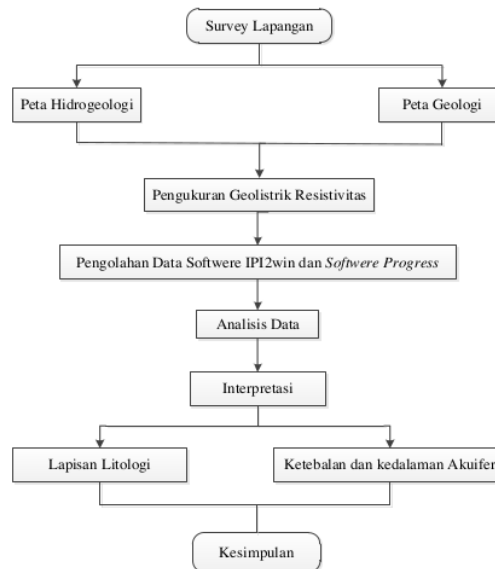 Survey Lapangan
Peta Hidrogeologi
Peta Geologi
Pengukuran Geolistrik Resistivitas
Pengolahan Data Softwere IPI2win dan Softwere Progress
Analisis Data
Interpretasi
Lapisan Litologi
Ketebalan dan kedalaman Akuifer
Kesimpulan